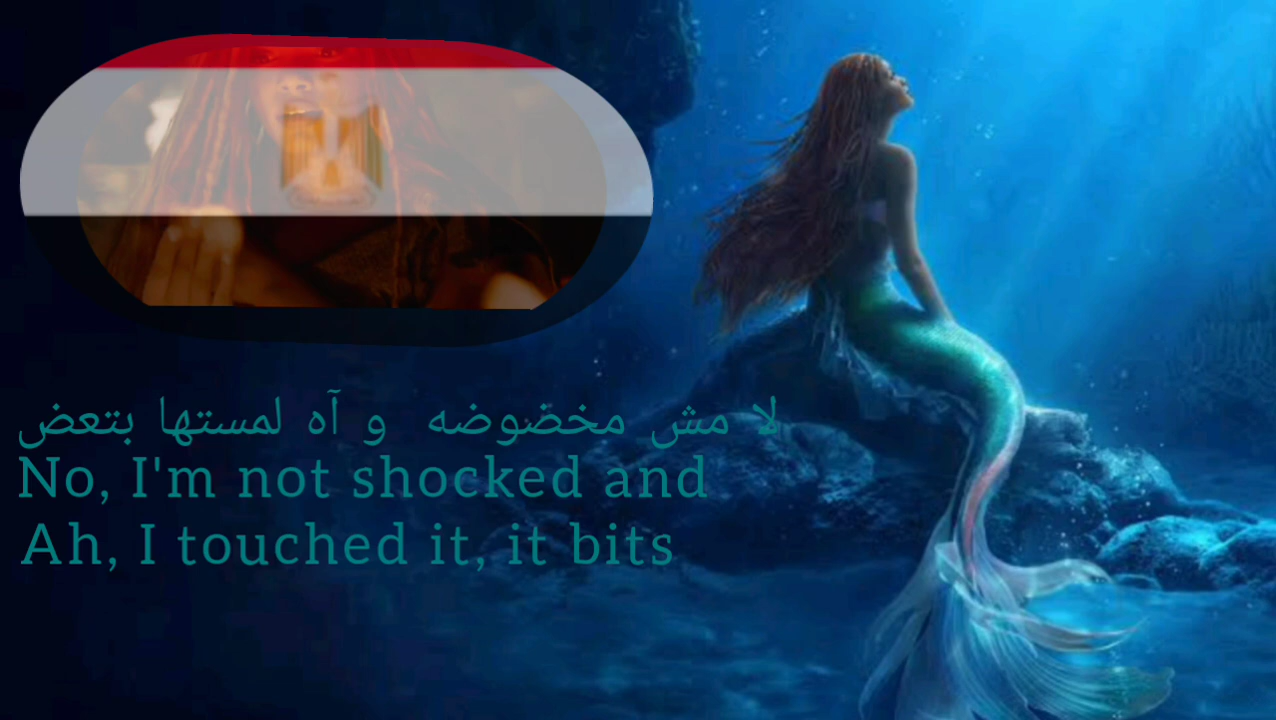 لا مش مخضوضه و آه لمستها بتعض
No, I'm not shocked and
Ah, I touched it, it bits